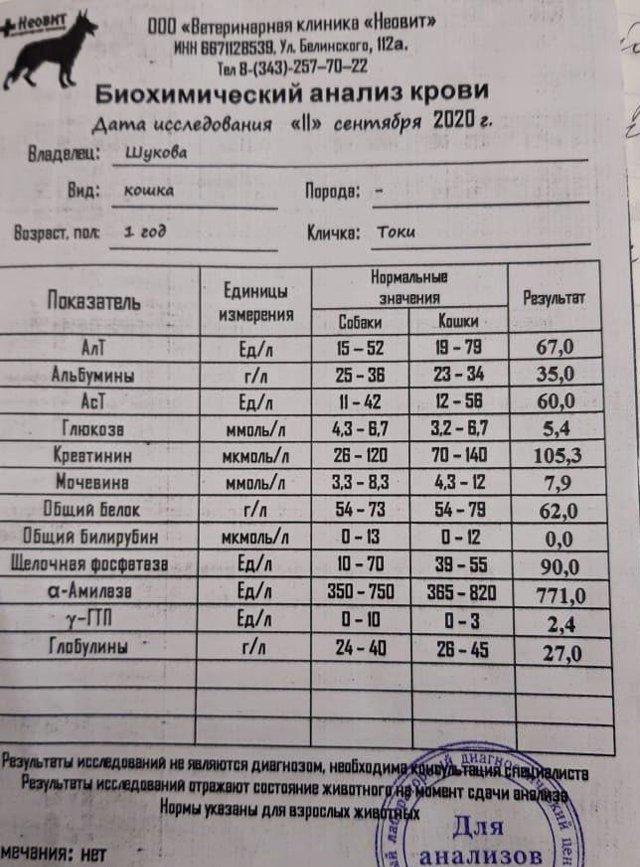 Неовит
ООО «Ветеринарная клиника «Неовит»
ИНН 6671128539, Ул. Белинского, 112а.
Тел 8-(343)-257-70-22
Биохимический анализ крови
Дата исследования «11» сентября 2020 г.
Владелец: Шукова
Вид: кошка Порода: -
Возраст, пол: 1 год Кличка: Токи
Показатель Единицы измерения Нормальные значения Результат
Собаки Кошки
АлТ Ед/л 15 – 52 19 – 79 67,0
Альбумины г/л 25 – 36 23 – 34 35,0
АсТ Ед/л 11 – 42 12 – 56 60,0
Глюкоза ммоль/л 4,3 – 6,7 3,2 – 6,7 5,4
Креатинин мкмоль/л 26 – 120 70 – 140 105,3
Мочевина ммоль/л 3,3 – 8,3 4,3 – 12 7,9
Общий Белок г/л 54 – 73 54 – 79 62,0
Общий Билирубин мкмоль/л 0 – 13 0 – 12 0,0
Щелочная фосфатаза Ед/л 10 – 70 39 – 55 90,0
α-Амилаза Ед/л 350 – 750 365 – 820 771,0
γ-ГТП Ед/л 0 – 10 0 – 3 2,4
Глобулины г/л 24 – 40 26 – 45 27,0
Результаты исследований не являются диагнозом, необходима консультация специалиста
Результаты исследований отражают состояние животного на момент сдачи анализа
Нормы указаны для взрослых животных
мечания: нет
Для
анализов